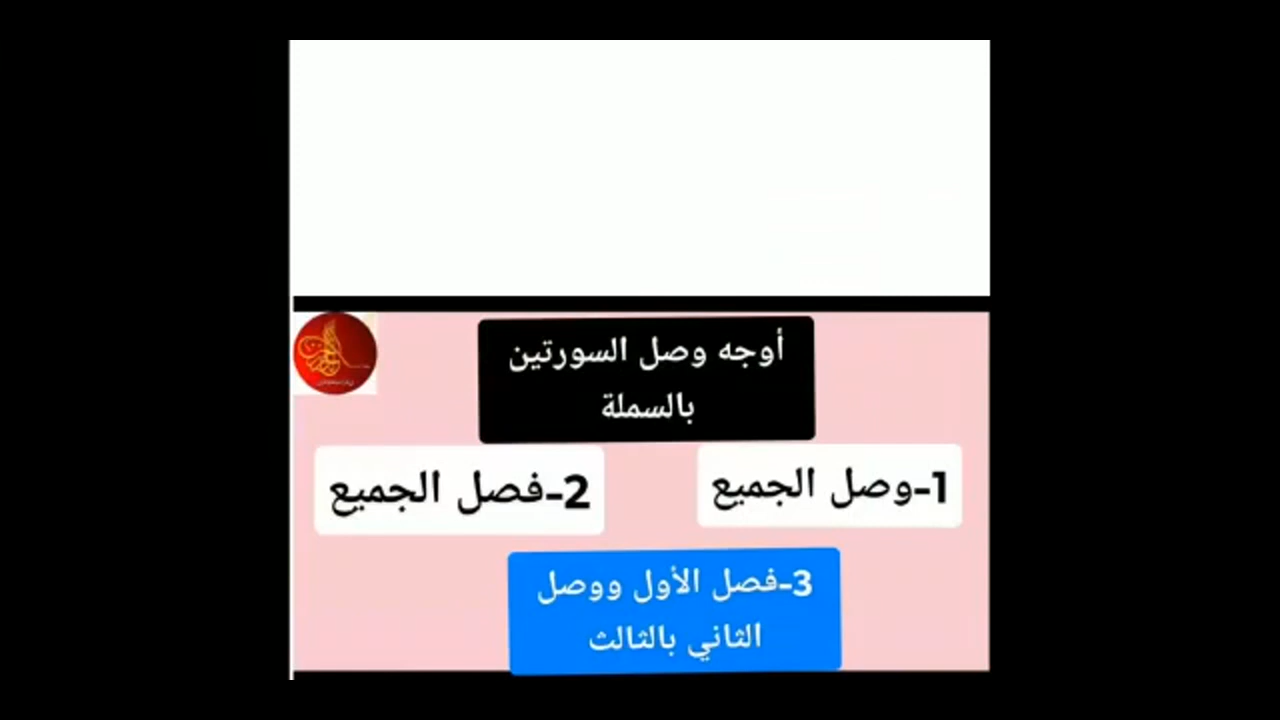 أوجه وصل السورتين
بالسملة
1-وصل الجميع
2-فصل الجميع
3-فصل الأول ووصل
الثاني بالثالث